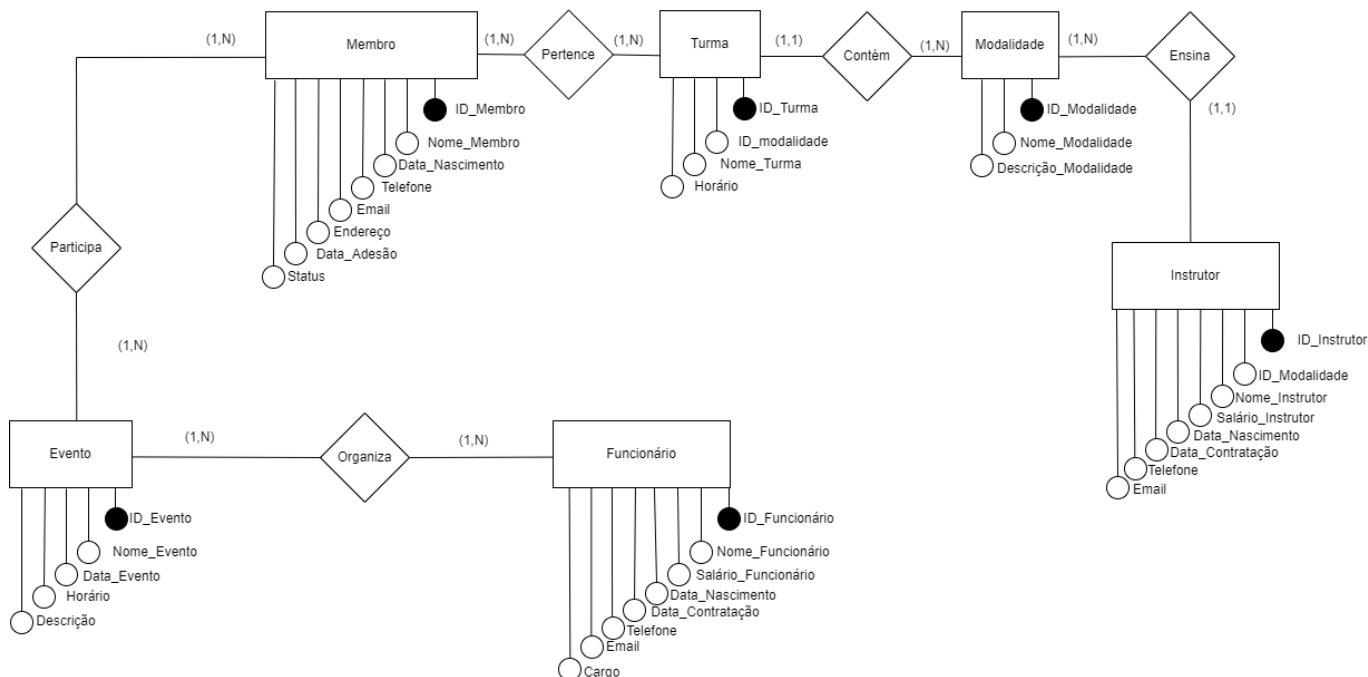 Membro
(1,N)
(1,N)
Pertence
(1,N)
Turma
(1,1)
Contém
(1,N)
Modalidade
(1,N)
Ensina
(1,1)
ID_Membro
Nome_Membro
Data_Nascimento
Telefone
Email
Endereço
Data_Adesão
Status
ID_Turma
ID_modalidade
Nome_Turma
Horário
ID_Modalidade
Nome_Modalidade
Descrição_Modalidade
Participa
(1,N)
Instrutor
ID_Instrutor
ID_Modalidade
Nome_Instrutor
Salário_Instrutor
Data_Nascimento
Data_Contratação
Telefone
Email
Evento
(1,N)
Organiza
(1,N)
Funcionário
ID_Evento
Nome_Evento
Data_Evento
Horário
Descrição
ID_Funcionário
Nome_Funcionário
Salário_Funcionário
Data_Nascimento
Data_Contratação
Telefone
Email
Cargo